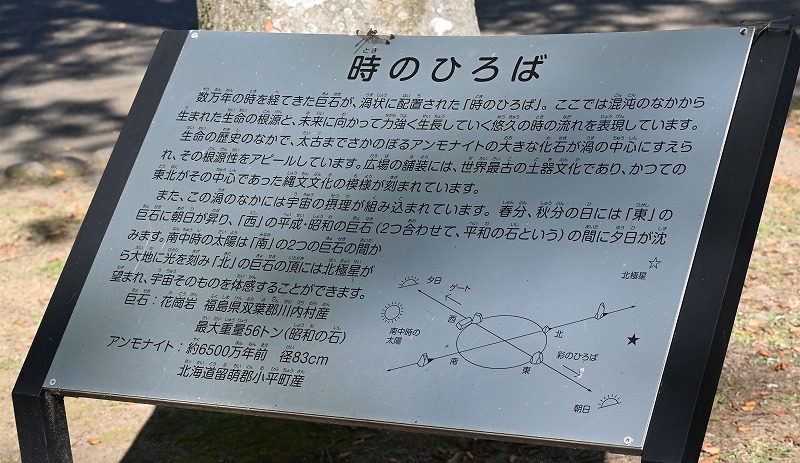 時のひろば
数万年の時を経てきた巨石が、渦状に配置された「時のひろば」。ここでは混沌のなかから
生まれた生命の根源と、未来に向かって力強く生長していく悠久の時の流れを表現しています。
生命の歴史のなかで、太古までさかのぼるアンモナイトの大きな化石が渦の中心にすえら
れ、その根源性をアピールしています。広場の舗装には、世界最古の土器文化であり、かつての
東北がその中心であった縄文文化の模様が刻まれています。
また、この渦のなかには宇宙の摂理が組み込まれています。春分、秋分の日には「東」の
巨石に朝日が昇り、「西」の平成・昭和の巨石(2つ合わせて、平和の石という)の間に夕日が沈
みます。南中時の太陽は「南」の2つの巨石の間か
ら大地に光を刻み「北」の巨石の頂には北極星が
望まれ、宇宙そのものを体感することができます。
巨石:花崗岩 福島県双葉郡川内村産
最大重量56トン(昭和の石)
アンモナイト:約6500万年前 径83cm
北海道留萌郡小平町産
北極星
夕日
ゲート
西
北
南中時の
太陽
南
東
彩のひろば
朝日